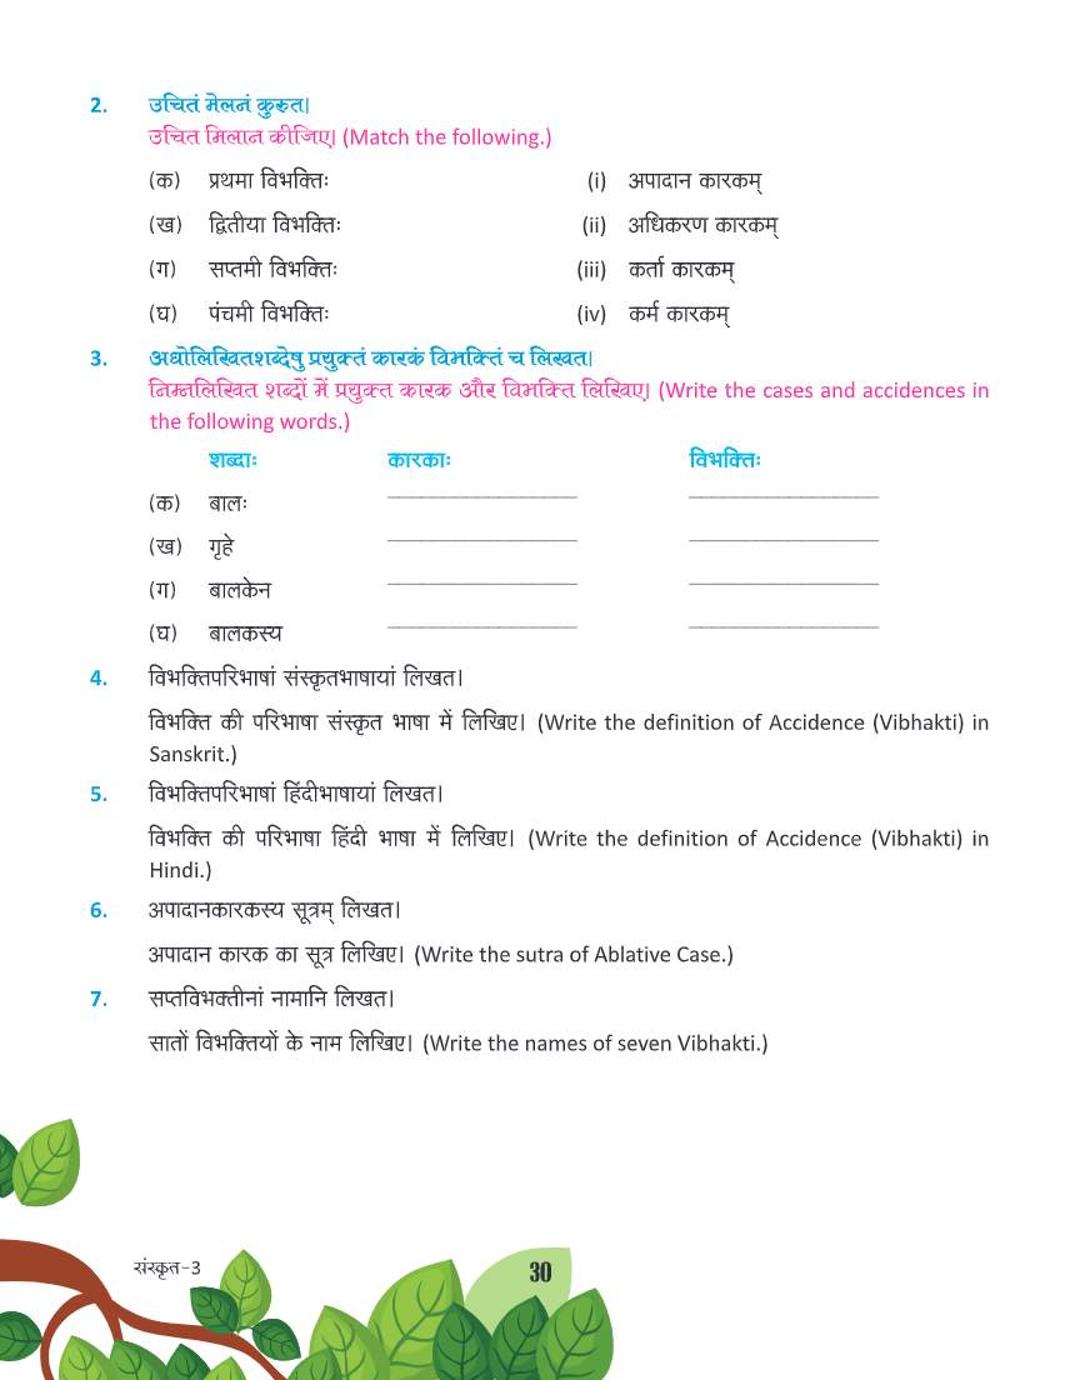 2. उचितं मेलनं कुरुत।
उचित मिलान कीजिए। (Match the following.)
(क) प्रथमा विभक्तिः (i) अपादान कारकम्
(ख) द्वितीया विभक्तिः (ii) अधिकरण कारकम्
(ग) सप्तमी विभक्तिः (iii) कर्ता कारकम्
(घ) पंचमी विभक्तिः (iv) कर्म कारकम्
3. अधोलिखितशब्देषु प्रयुक्तं कारकं विभक्तिं च लिखत।
निम्नलिखित शब्दों में प्रयुक्त कारक और विभक्ति लिखिए। (Write the cases and accidences in
the following words.)
शब्दाः कारकाः विभक्तिः
(क) बालः
(ख) गृहे
(ग) बालकेन
(घ) बालकस्य
4. विभक्तिपरिभाषां संस्कृतभाषायां लिखत।
विभक्ति की परिभाषा संस्कृत भाषा में लिखिए। (Write the definition of Accidence (Vibhakti) in
Sanskrit.)
5. विभक्तिपरिभाषां हिंदीभाषायां लिखत।
विभक्ति की परिभाषा हिंदी भाषा में लिखिए। (Write the definition of Accidence (Vibhakti) in
Hindi.)
6. अपादानकारकस्य सूत्रम् लिखत।
अपादान कारक का सूत्र लिखिए। (Write the sutra of Ablative Case.)
7. सप्तविभक्तीनां नामानि लिखत।
सातों विभक्तियों के नाम लिखिए। (Write the names of seven Vibhakti.)
संस्कृत-3 30